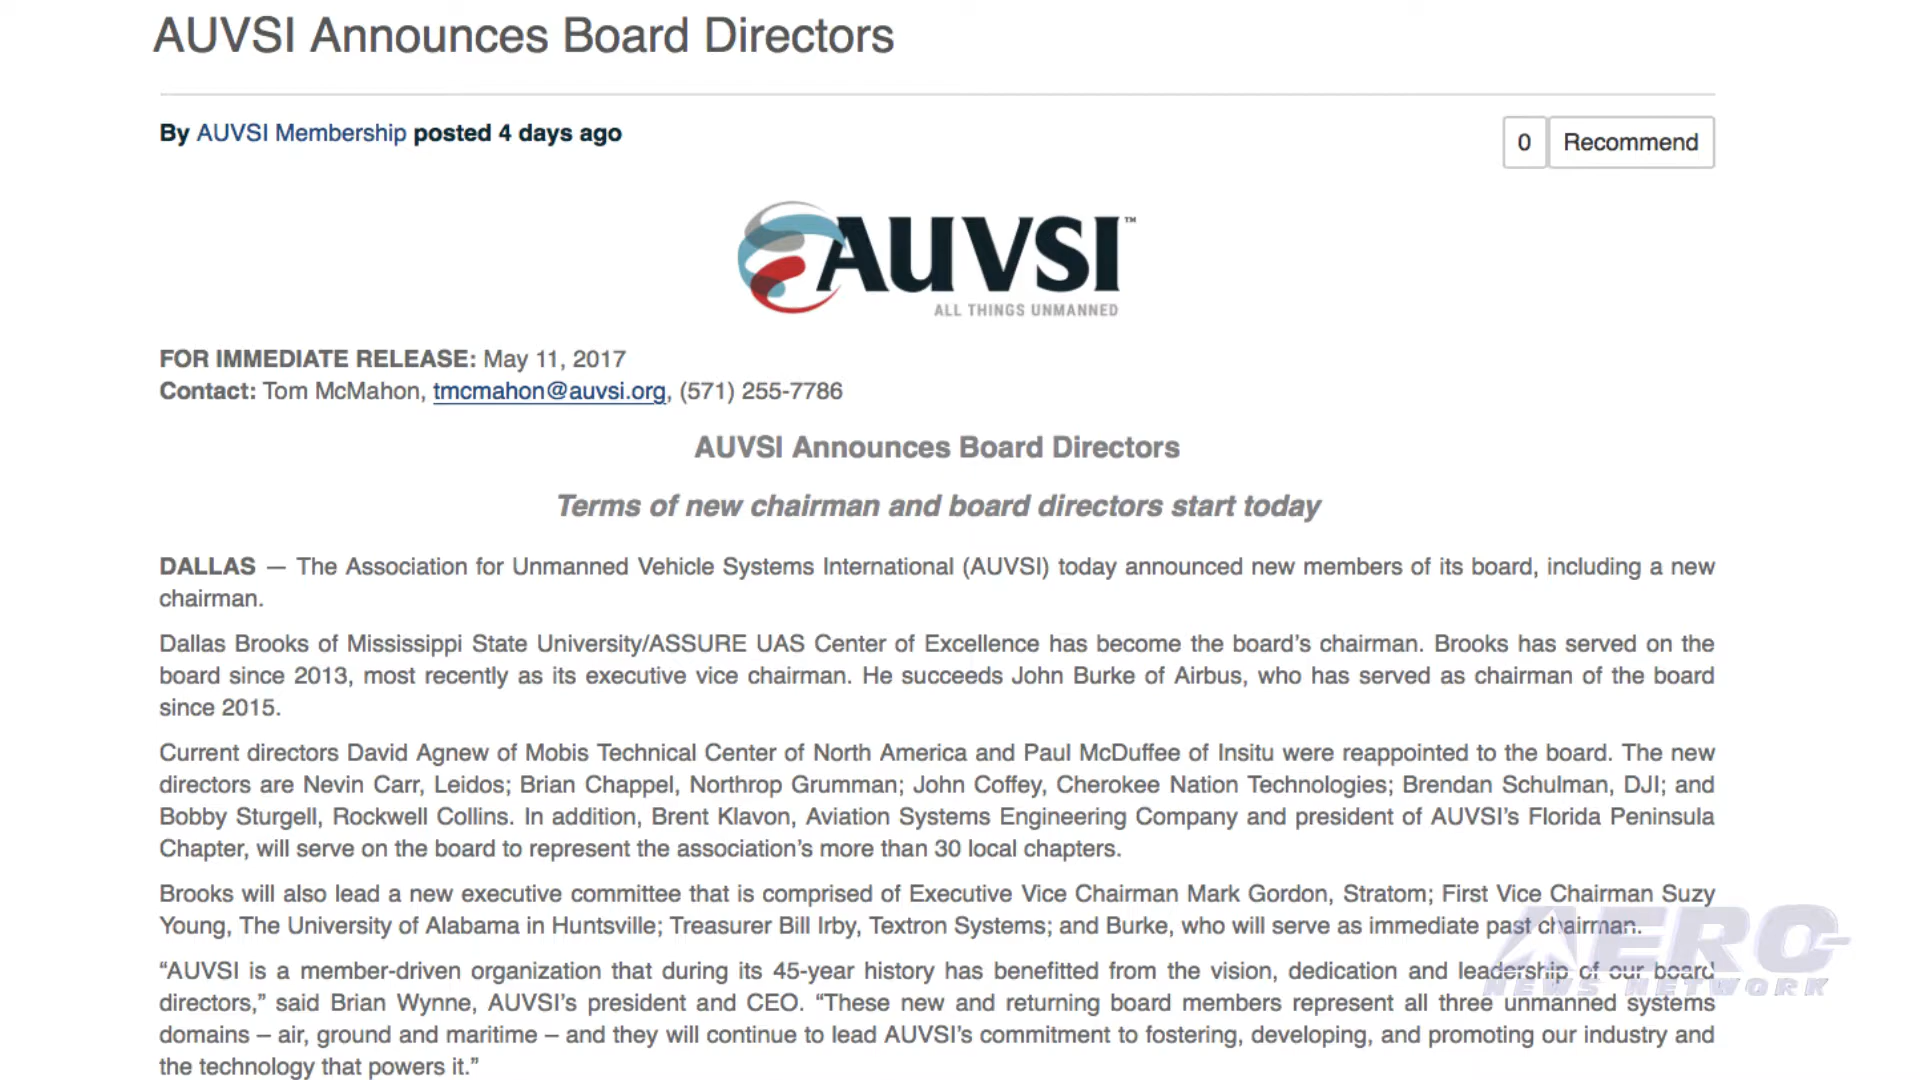 AUVSI Announces Board Directors
By AUVSI Membership posted 4 days ago
0 Recommend
AUVSI™
ALL THINGS UNMANNED
FOR IMMEDIATE RELEASE: May 11, 2017
Contact: Tom McMahon, tmcmahon@auvsi.org, (571) 255-7786
AUVSI Announces Board Directors
Terms of new chairman and board directors start today
DALLAS — The Association for Unmanned Vehicle Systems International (AUVSI) today announced new members of its board, including a new
chairman.
Dallas Brooks of Mississippi State University/ASSURE UAS Center of Excellence has become the board’s chairman. Brooks has served on the
board since 2013, most recently as its executive vice chairman. He succeeds John Burke of Airbus, who has served as chairman of the board
since 2015.
Current directors David Agnew of Mobis Technical Center of North America and Paul McDuffee of Insitu were reappointed to the board. The new
directors are Nevin Carr, Leidos; Brian Chappel, Northrop Grumman; John Coffey, Cherokee Nation Technologies; Brendan Schulman, DJI; and
Bobby Sturgell, Rockwell Collins. In addition, Brent Klavon, Aviation Systems Engineering Company and president of AUVSI’s Florida Peninsula
Chapter, will serve on the board to represent the association’s more than 30 local chapters.
Brooks will also lead a new executive committee that is comprised of Executive Vice Chairman Mark Gordon, Stratom; First Vice Chairman Suzy
Young, The University of Alabama in Huntsville; Treasurer Bill Irby, Textron Systems; and Burke, who will serve as immediate past chairman.
“AUVSI is a member-driven organization that during its 45-year history has benefitted from the vision, dedication and leadership of our board
directors,” said Brian Wynne, AUVSI’s president and CEO. “These new and returning board members represent all three unmanned systems
domains – air, ground and maritime – and they will continue to lead AUVSI’s commitment to fostering, developing, and promoting our industry and
the technology that powers it.”
AERO-
NEWS NETWORK